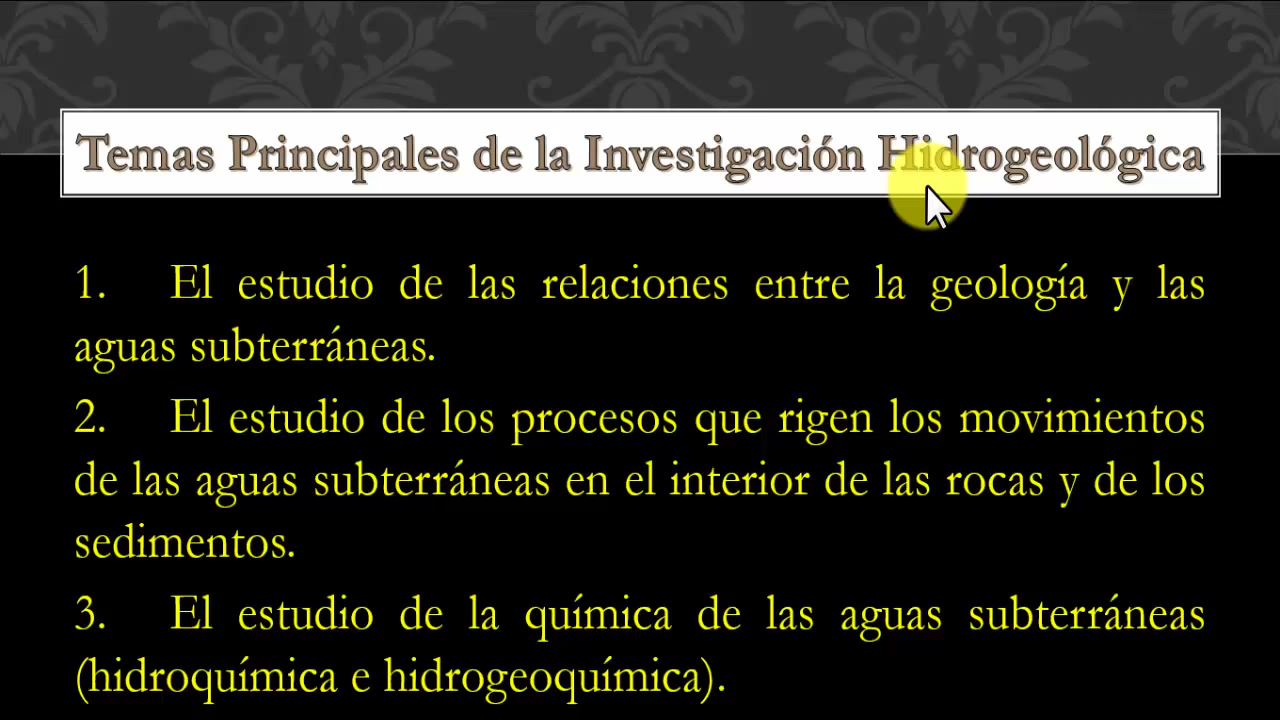 Temas Principales de la Investigación Hidrogeológica
1. El estudio de las relaciones entre la geología y las
aguas subterráneas.
2. El estudio de los procesos que rigen los movimientos
de las aguas subterráneas en el interior de las rocas y de los
sedimentos.
3. El estudio de la química de las aguas subterráneas
(hidroquímica e hidrogeoquímica).